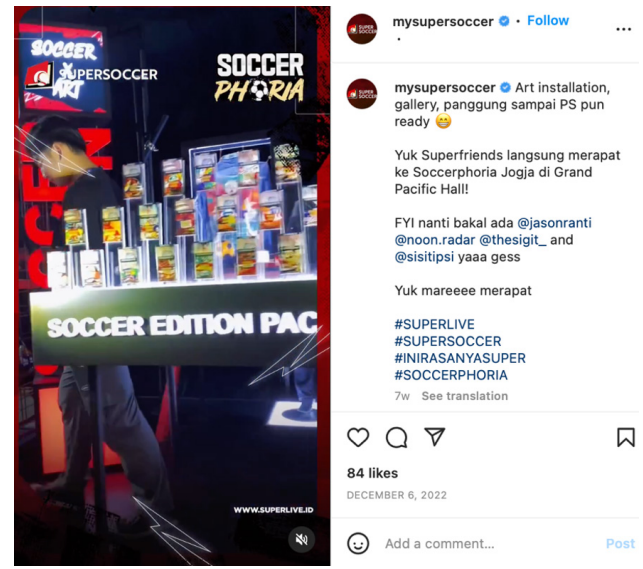 SOCCER
X
ART
SUPERSOCCER
SOCCER
PHORIA
SOCCER EDITION PAC
WWW.SUPERLIVE.ID
mysupersoccer • Follow
•
mysupersoccer Art installation,
gallery, panggung sampai PS pun
ready 😁
Yuk Superfriends langsung merapat
ke Soccerphoria Jogja di Grand
Pacific Hall!
FYI nanti bakal ada @jasonranti
@noon.radar @thesigit_ and
@sisitipsi yaaa gess
Yuk mareeee merapat
#SUPERLIVE
#SUPERSOCCER
#INIRASANYASUPER
#SOCCERPHORIA
7w See translation
84 likes
DECEMBER 6, 2022
Add a comment... Post